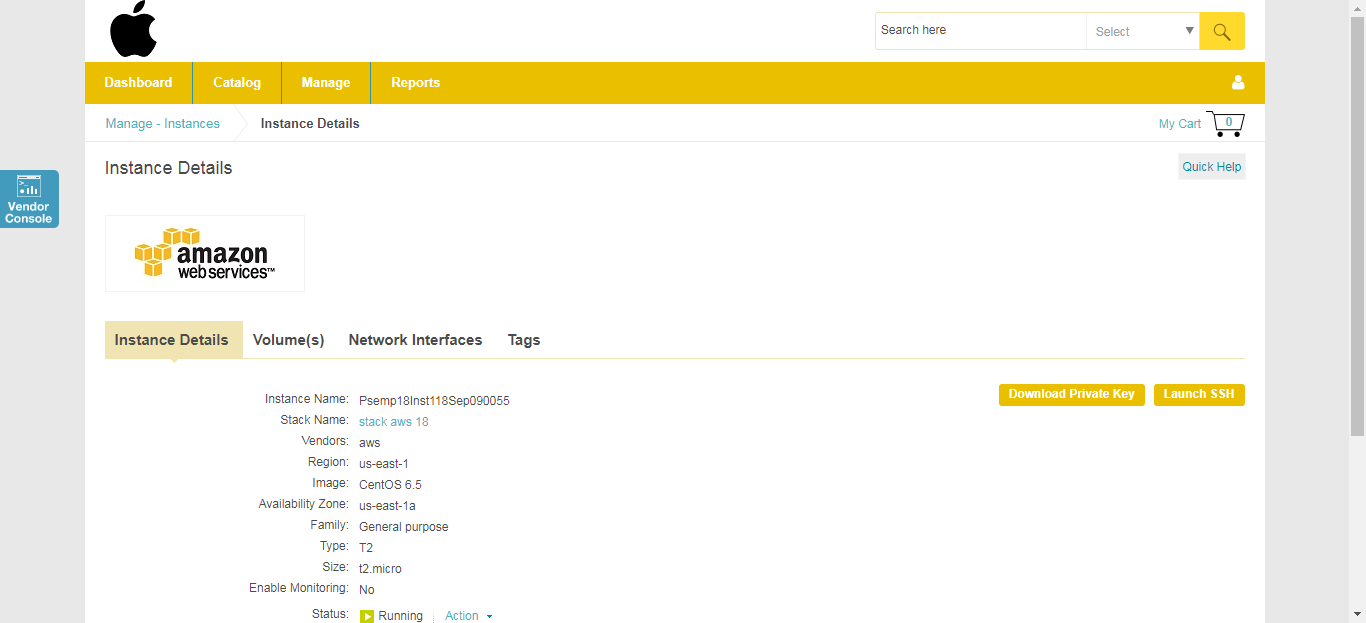 Search here
Select
Dashboard
Catalog
Manage
Reports
Manage - Instances
Instance Details
My Cart
0
Instance Details
Quick Help
Vendor
Console
amazon
web services™
Instance Details
Volume(s)
Network Interfaces
Tags
Download Private Key
Launch SSH
Instance Name: Psemp18Inst118Sep090055
Stack Name: stack aws 18
Vendors: aws
Region: us-east-1
Image: CentOS 6.5
Availability Zone: us-east-1a
Family: General purpose
Type: T2
Size: t2.micro
Enable Monitoring: No
Status: Running Action